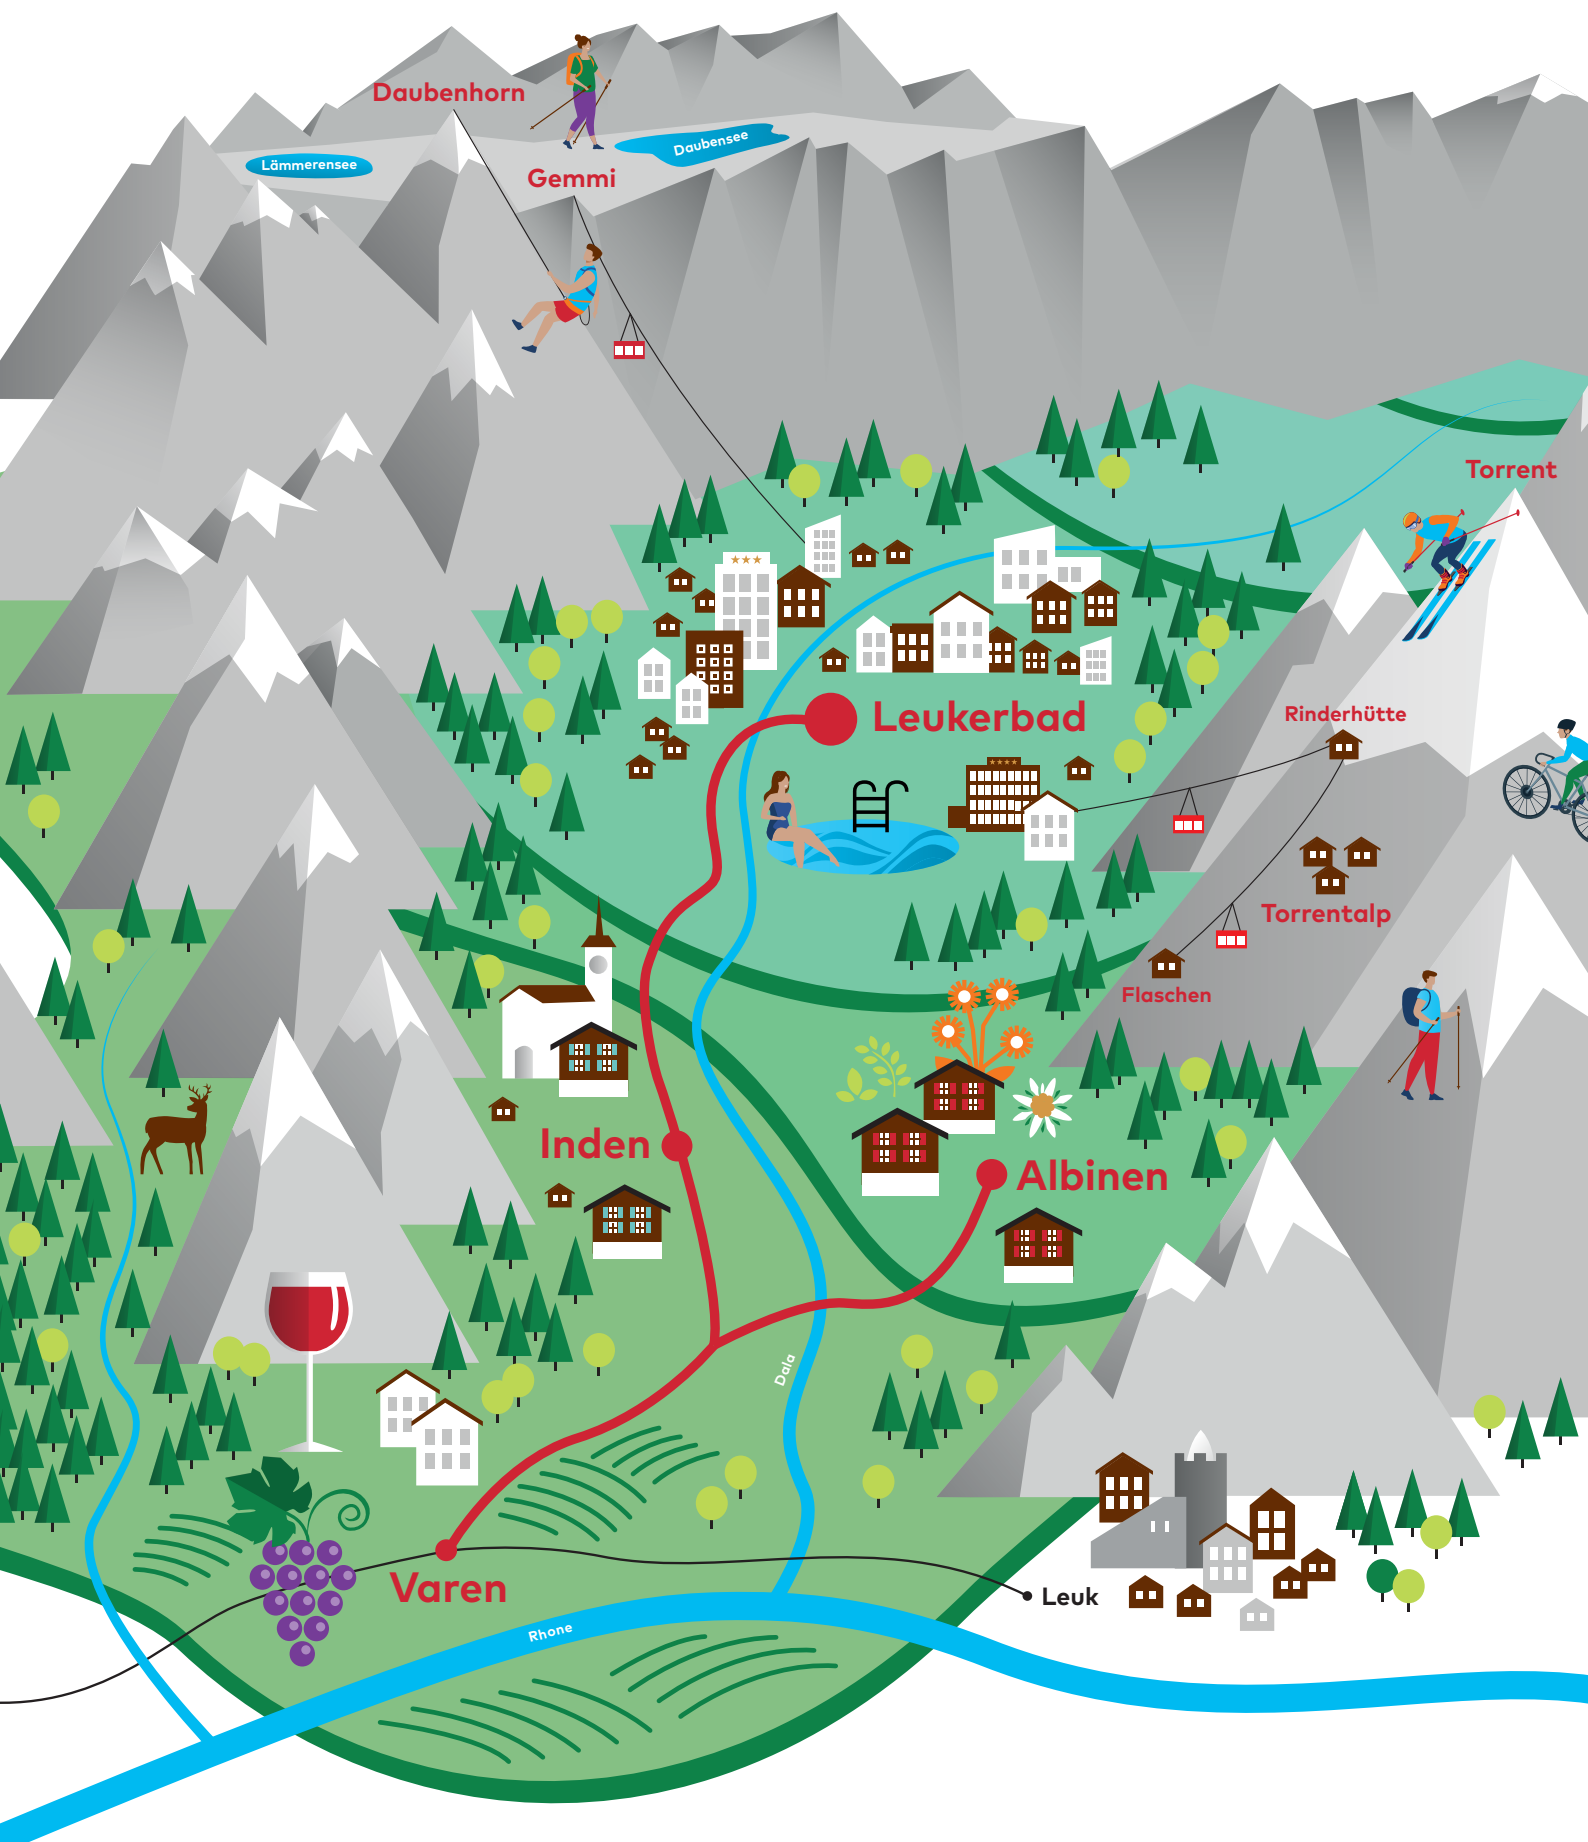 Daubenhorn
Lämmerensee
Daubensee
Gemmi
Torrent
Leukerbad
Rinderhütte
Torrentalp
Flaschen
Inden
Albinen
Dala
Varen
Leuk
Rhone